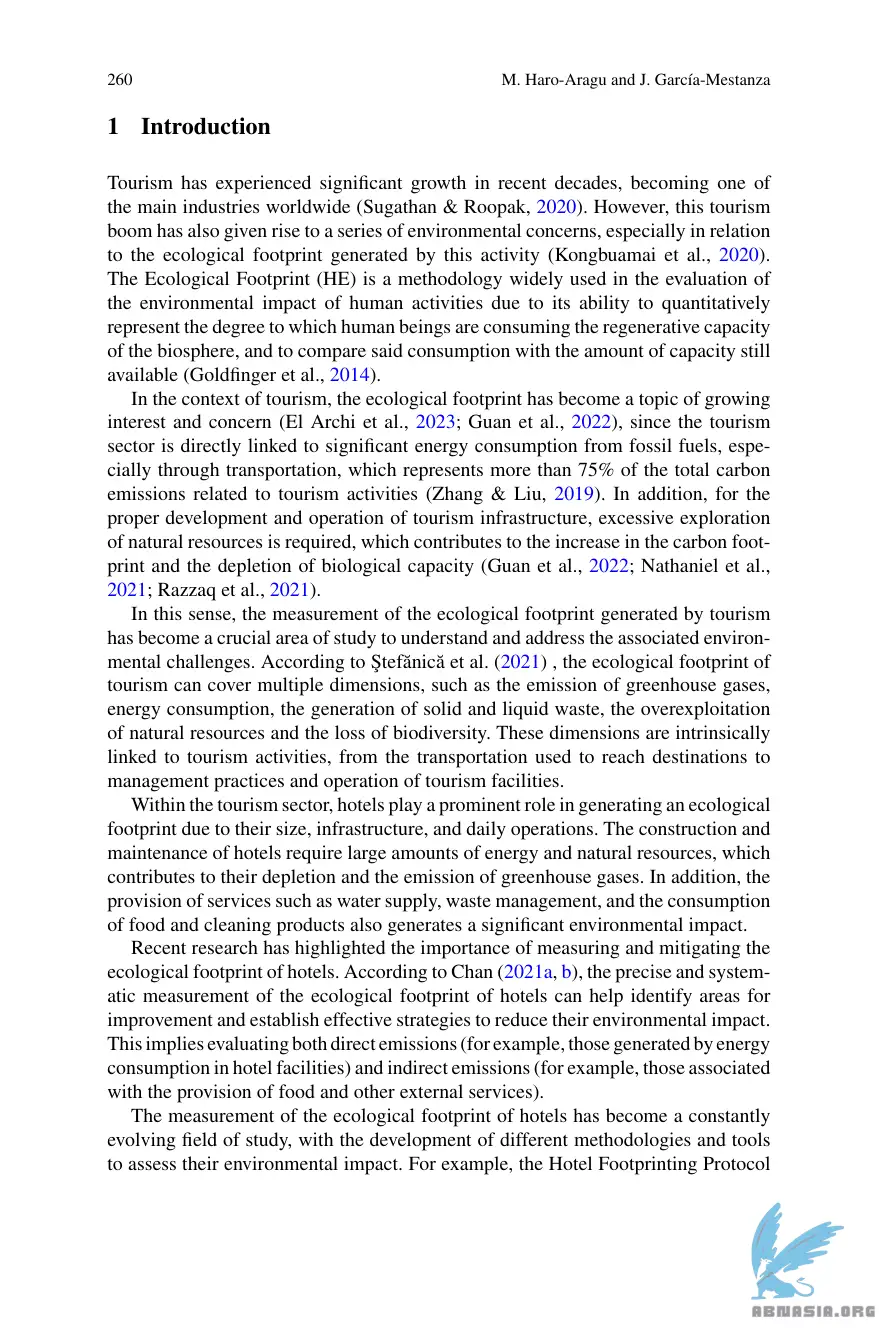 260
M. Haro-Aragu and J. García-Mestanza
1 Introduction
Tourism has experienced significant growth in recent decades, becoming one of
the main industries worldwide (Sugathan & Roopak, 2020). However, this tourism
boom has also given rise to a series of environmental concerns, especially in relation
to the ecological footprint generated by this activity (Kongbuamai et al., 2020).
The Ecological Footprint (HE) is a methodology widely used in the evaluation of
the environmental impact of human activities due to its ability to quantitatively
represent the degree to which human beings are consuming the regenerative capacity
of the biosphere, and to compare said consumption with the amount of capacity still
available (Goldfinger et al., 2014).
In the context of tourism, the ecological footprint has become a topic of growing
interest and concern (El Archi et al., 2023; Guan et al., 2022), since the tourism
sector is directly linked to significant energy consumption from fossil fuels, espe-
cially through transportation, which represents more than 75% of the total carbon
emissions related to tourism activities (Zhang & Liu, 2019). In addition, for the
proper development and operation of tourism infrastructure, excessive exploration
of natural resources is required, which contributes to the increase in the carbon foot-
print and the depletion of biological capacity (Guan et al., 2022; Nathaniel et al.,
2021; Razzaq et al., 2021).
In this sense, the measurement of the ecological footprint generated by tourism
has become a crucial area of study to understand and address the associated environ-
mental challenges. According to Ştefănică et al. (2021) , the ecological footprint of
tourism can cover multiple dimensions, such as the emission of greenhouse gases,
energy consumption, the generation of solid and liquid waste, the overexploitation
of natural resources and the loss of biodiversity. These dimensions are intrinsically
linked to tourism activities, from the transportation used to reach destinations to
management practices and operation of tourism facilities.
Within the tourism sector, hotels play a prominent role in generating an ecological
footprint due to their size, infrastructure, and daily operations. The construction and
maintenance of hotels require large amounts of energy and natural resources, which
contributes to their depletion and the emission of greenhouse gases. In addition, the
provision of services such as water supply, waste management, and the consumption
of food and cleaning products also generates a significant environmental impact.
Recent research has highlighted the importance of measuring and mitigating the
ecological footprint of hotels. According to Chan (2021a, b), the precise and system-
atic measurement of the ecological footprint of hotels can help identify areas for
improvement and establish effective strategies to reduce their environmental impact.
This implies evaluating both direct emissions (for example, those generated by energy
consumption in hotel facilities) and indirect emissions (for example, those associated
with the provision of food and other external services).
The measurement of the ecological footprint of hotels has become a constantly
evolving field of study, with the development of different methodologies and tools
to assess their environmental impact. For example, the Hotel Footprinting Protocol
ABNASIA.ORG